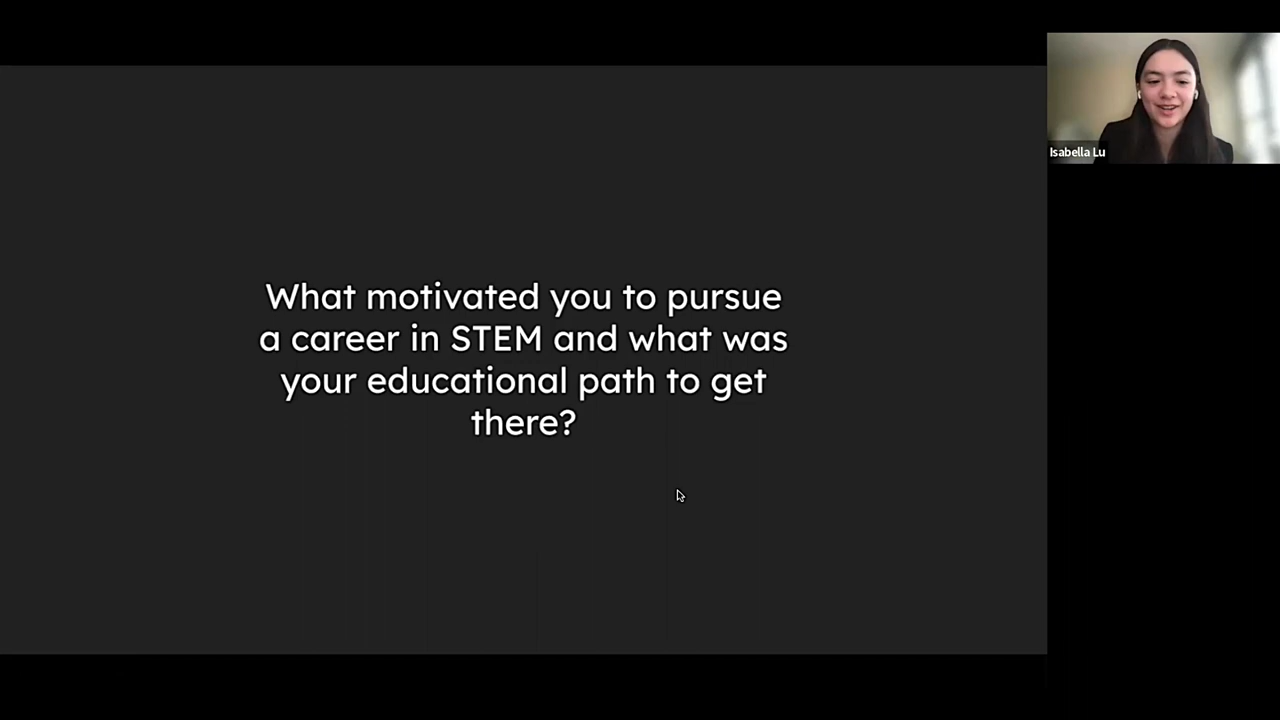 What motivated you to pursue
a career in STEM and what was
your educational path to get
there?
Isabella Lu